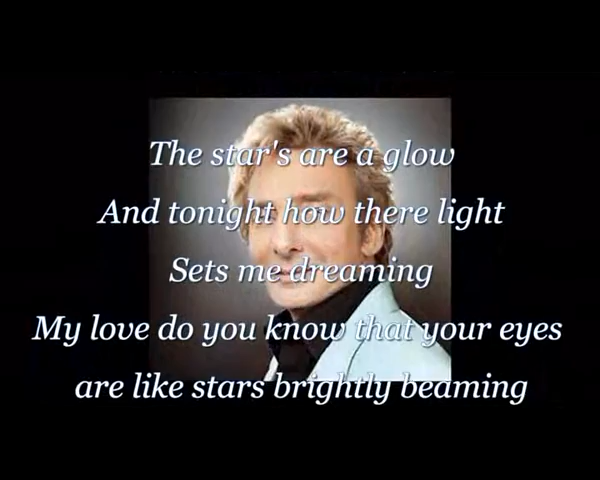 The star's are a glow
And tonight how there light
Sets me dreaming
My love do you know that your eyes
are like stars brightly beaming